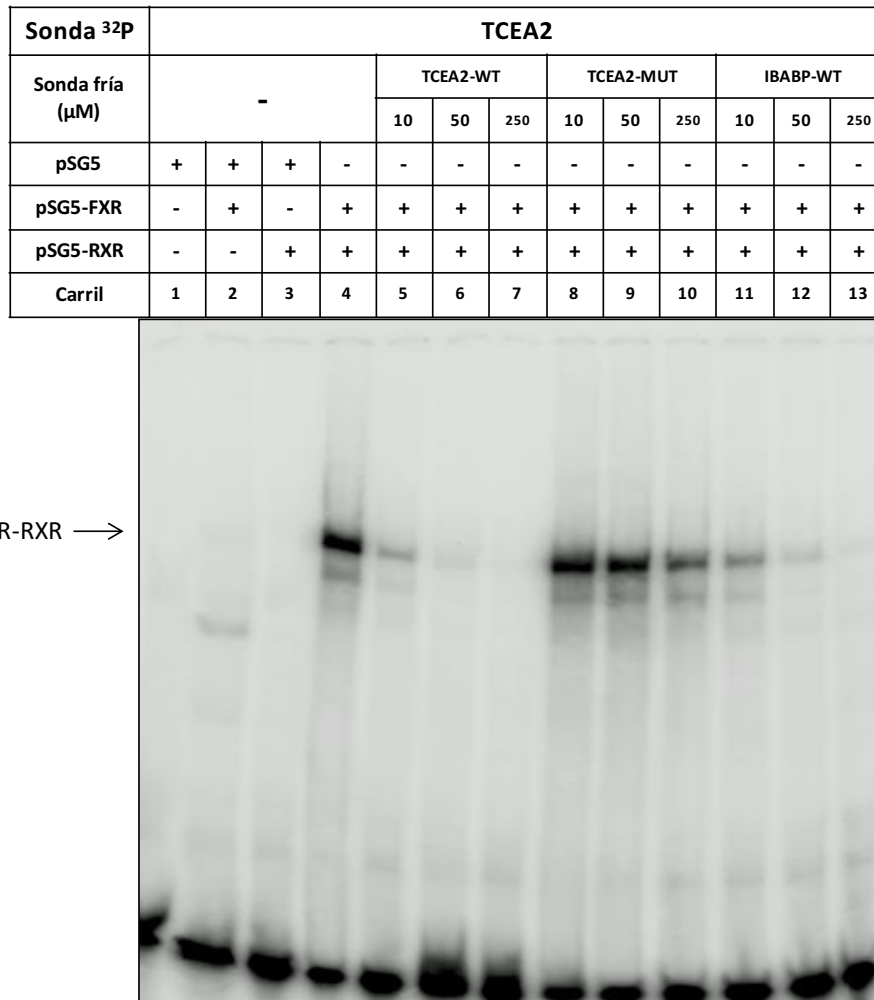 Sonda ³²P TCEA2
Sonda fría (µM) - TCEA2-WT TCEA2-MUT IBABP-WT
10 50 250 10 50 250 10 50 250
pSG5 + + + - - - - - - - - - -
pSG5-FXR - + - + + + + + + + + + +
pSG5-RXR - - + + + + + + + + + + +
Carril 1 2 3 4 5 6 7 8 9 10 11 12 13
R-RXR →